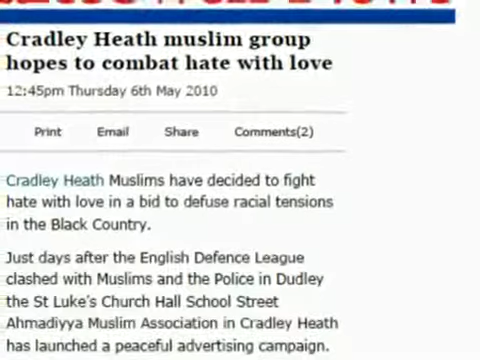 Cradley Heath muslim group
hopes to combat hate with love
12:45pm Thursday 6th May 2010
Print Email Share Comments(2)
Cradley Heath Muslims have decided to fight
hate with love in a bid to defuse racial tensions
in the Black Country.
Just days after the English Defence League
clashed with Muslims and the Police in Dudley
the St Luke's Church Hall School Street
Ahmadiyya Muslim Association in Cradley Heath
has launched a peaceful advertising campaign.